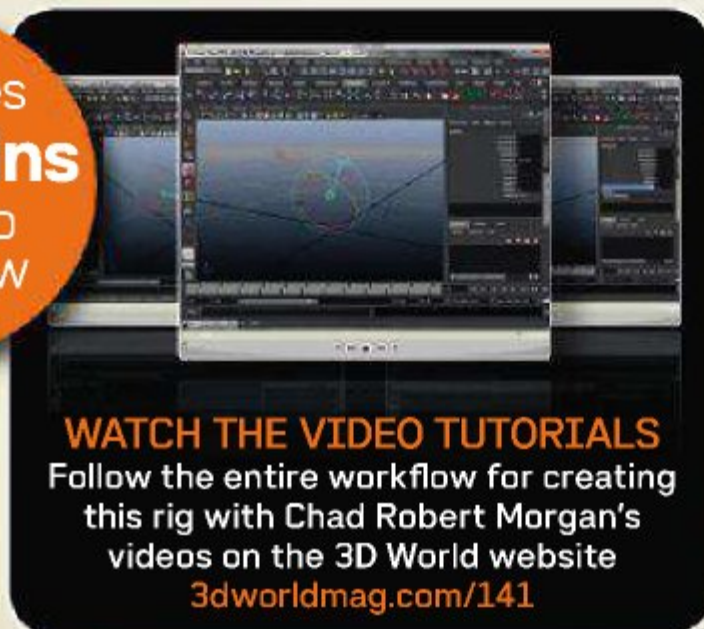 ns
WATCH THE VIDEO TUTORIALS
Follow the entire workflow for creating
this rig with Chad Robert Morgan's
videos on the 3D World website
3dworldmag.com/141